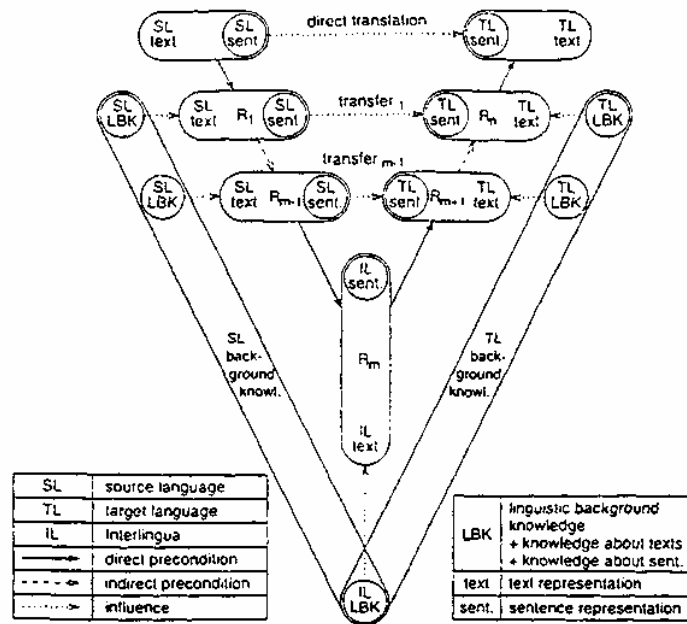 SL text SL sent. direct translation TL sent. TL text
SL LBK SL text R1 SL sent. transfer 1 TL sent. Rn TL text TL LBK
transfer m-1
SL LBK SL text Rm-1 SL sent. TL sent. Rm+1 TL text TL LBK
IL
sent.
SL
back-
ground
knowl.
Rm
TL
back-
ground
knowl.
IL
text
SL source language
TL target language
IL Interlingua
direct precondition
indirect precondition
influence
IL
LBK
LBK linguistic background
knowledge
+ knowledge about texts
+ knowledge about sent.
text text representation
sent. sentence representation